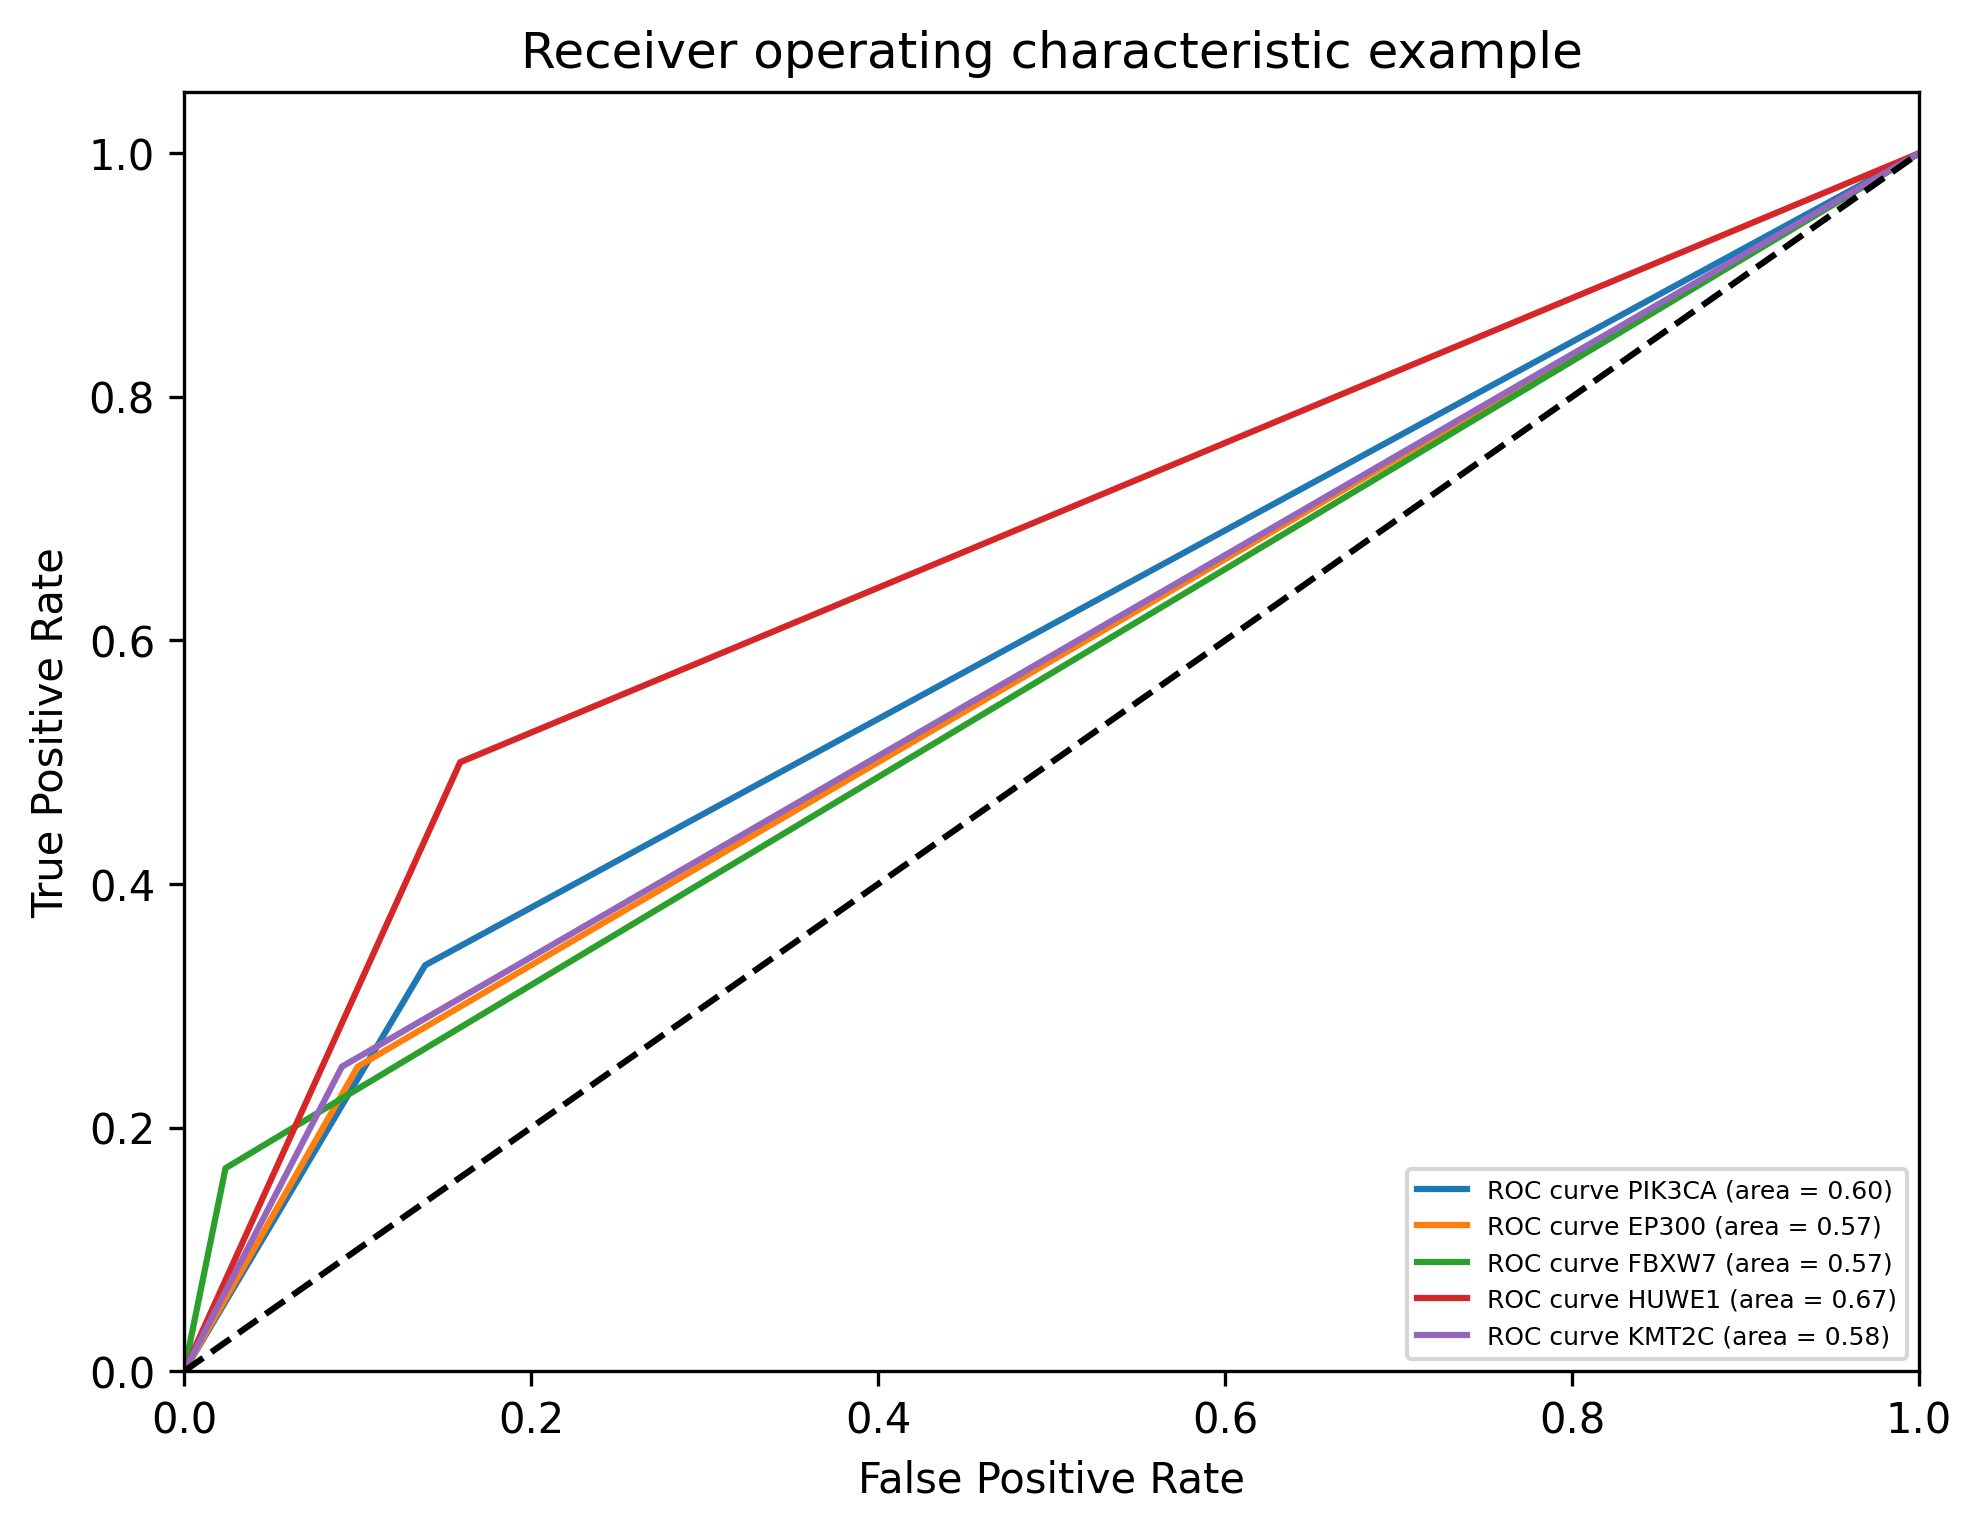 Receiver operating characteristic example
True Positive Rate
1.0
0.8
0.6
0.4
0.2
0.0
0.0 0.2 0.4 0.6 0.8 1.0
False Positive Rate
ROC curve PIK3CA (area = 0.60)
ROC curve EP300 (area = 0.57)
ROC curve FBXW7 (area = 0.57)
ROC curve HUWE1 (area = 0.67)
ROC curve KMT2C (area = 0.58)